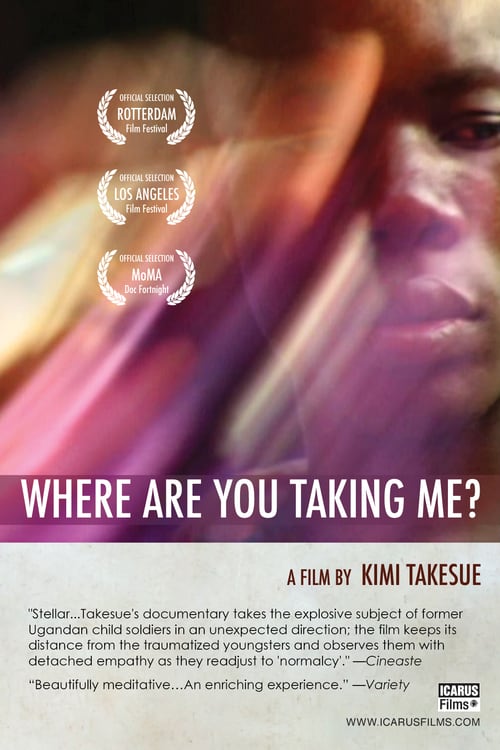 OFFICIAL SELECTION
ROTTERDAM
Film Festival
OFFICIAL SELECTION
LOS ANGELES
Film Festival
OFFICIAL SELECTION
MoMA
Doc Fortnight
WHERE ARE YOU TAKING ME?
A FILM BY KIMI TAKESUE
"Stellar...Takesue's documentary takes the explosive subject of former
Ugandan child soldiers in an unexpected direction; the film keeps its
distance from the traumatized youngsters and observes them with
detached empathy as they readjust to 'normalcy'." —Cineaste
“Beautifully meditative…An enriching experience.” —Variety
ICARUS
Films
WWW.ICARUSFILMS.COM